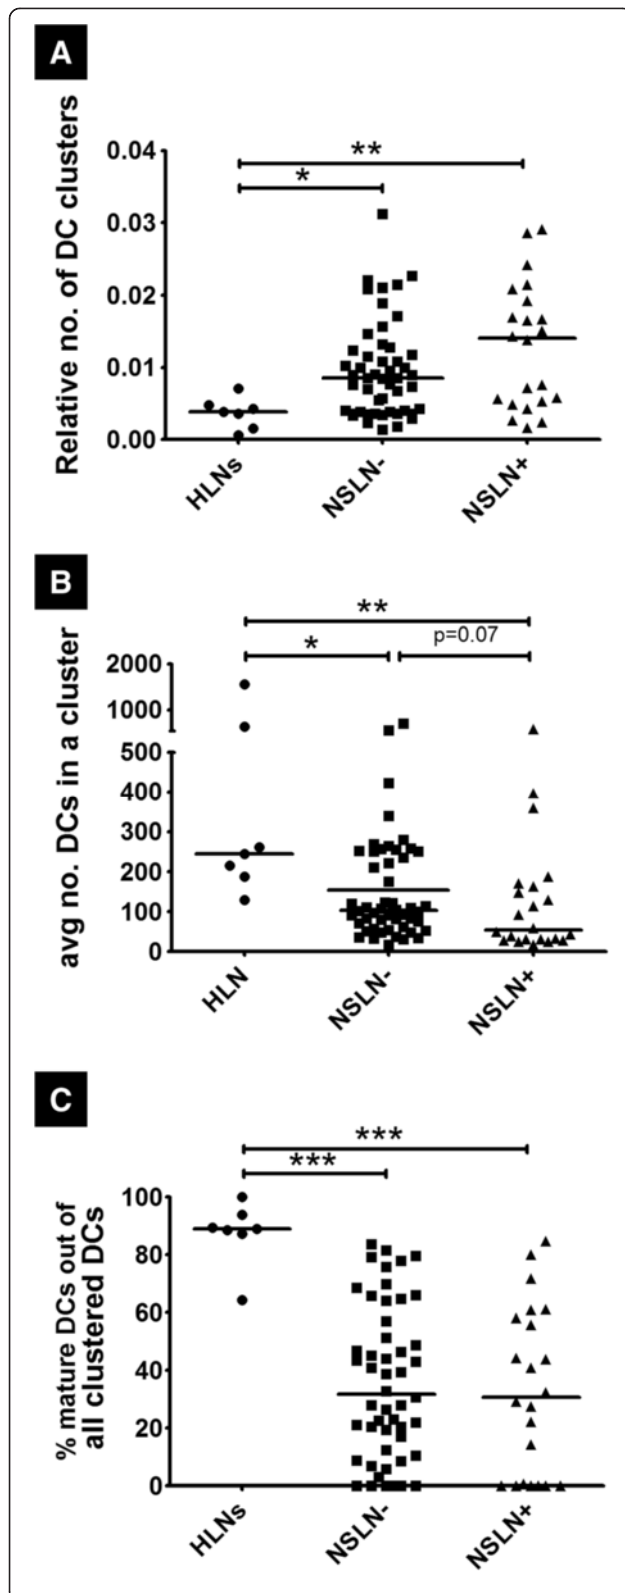 A
Relative no. of DC clusters
**
*
0.04
0.03
0.02
0.01
0.00
HLNs
NSLN-
NSLN+
B
avg no. DCs in a cluster
**
*
p=0.07
2000
1000
500
400
300
200
100
0
HLN
NSLN-
NSLN+
C
% mature DCs out of
all clustered DCs
***
***
100
80
60
40
20
0
HLNs
NSLN-
NSLN+